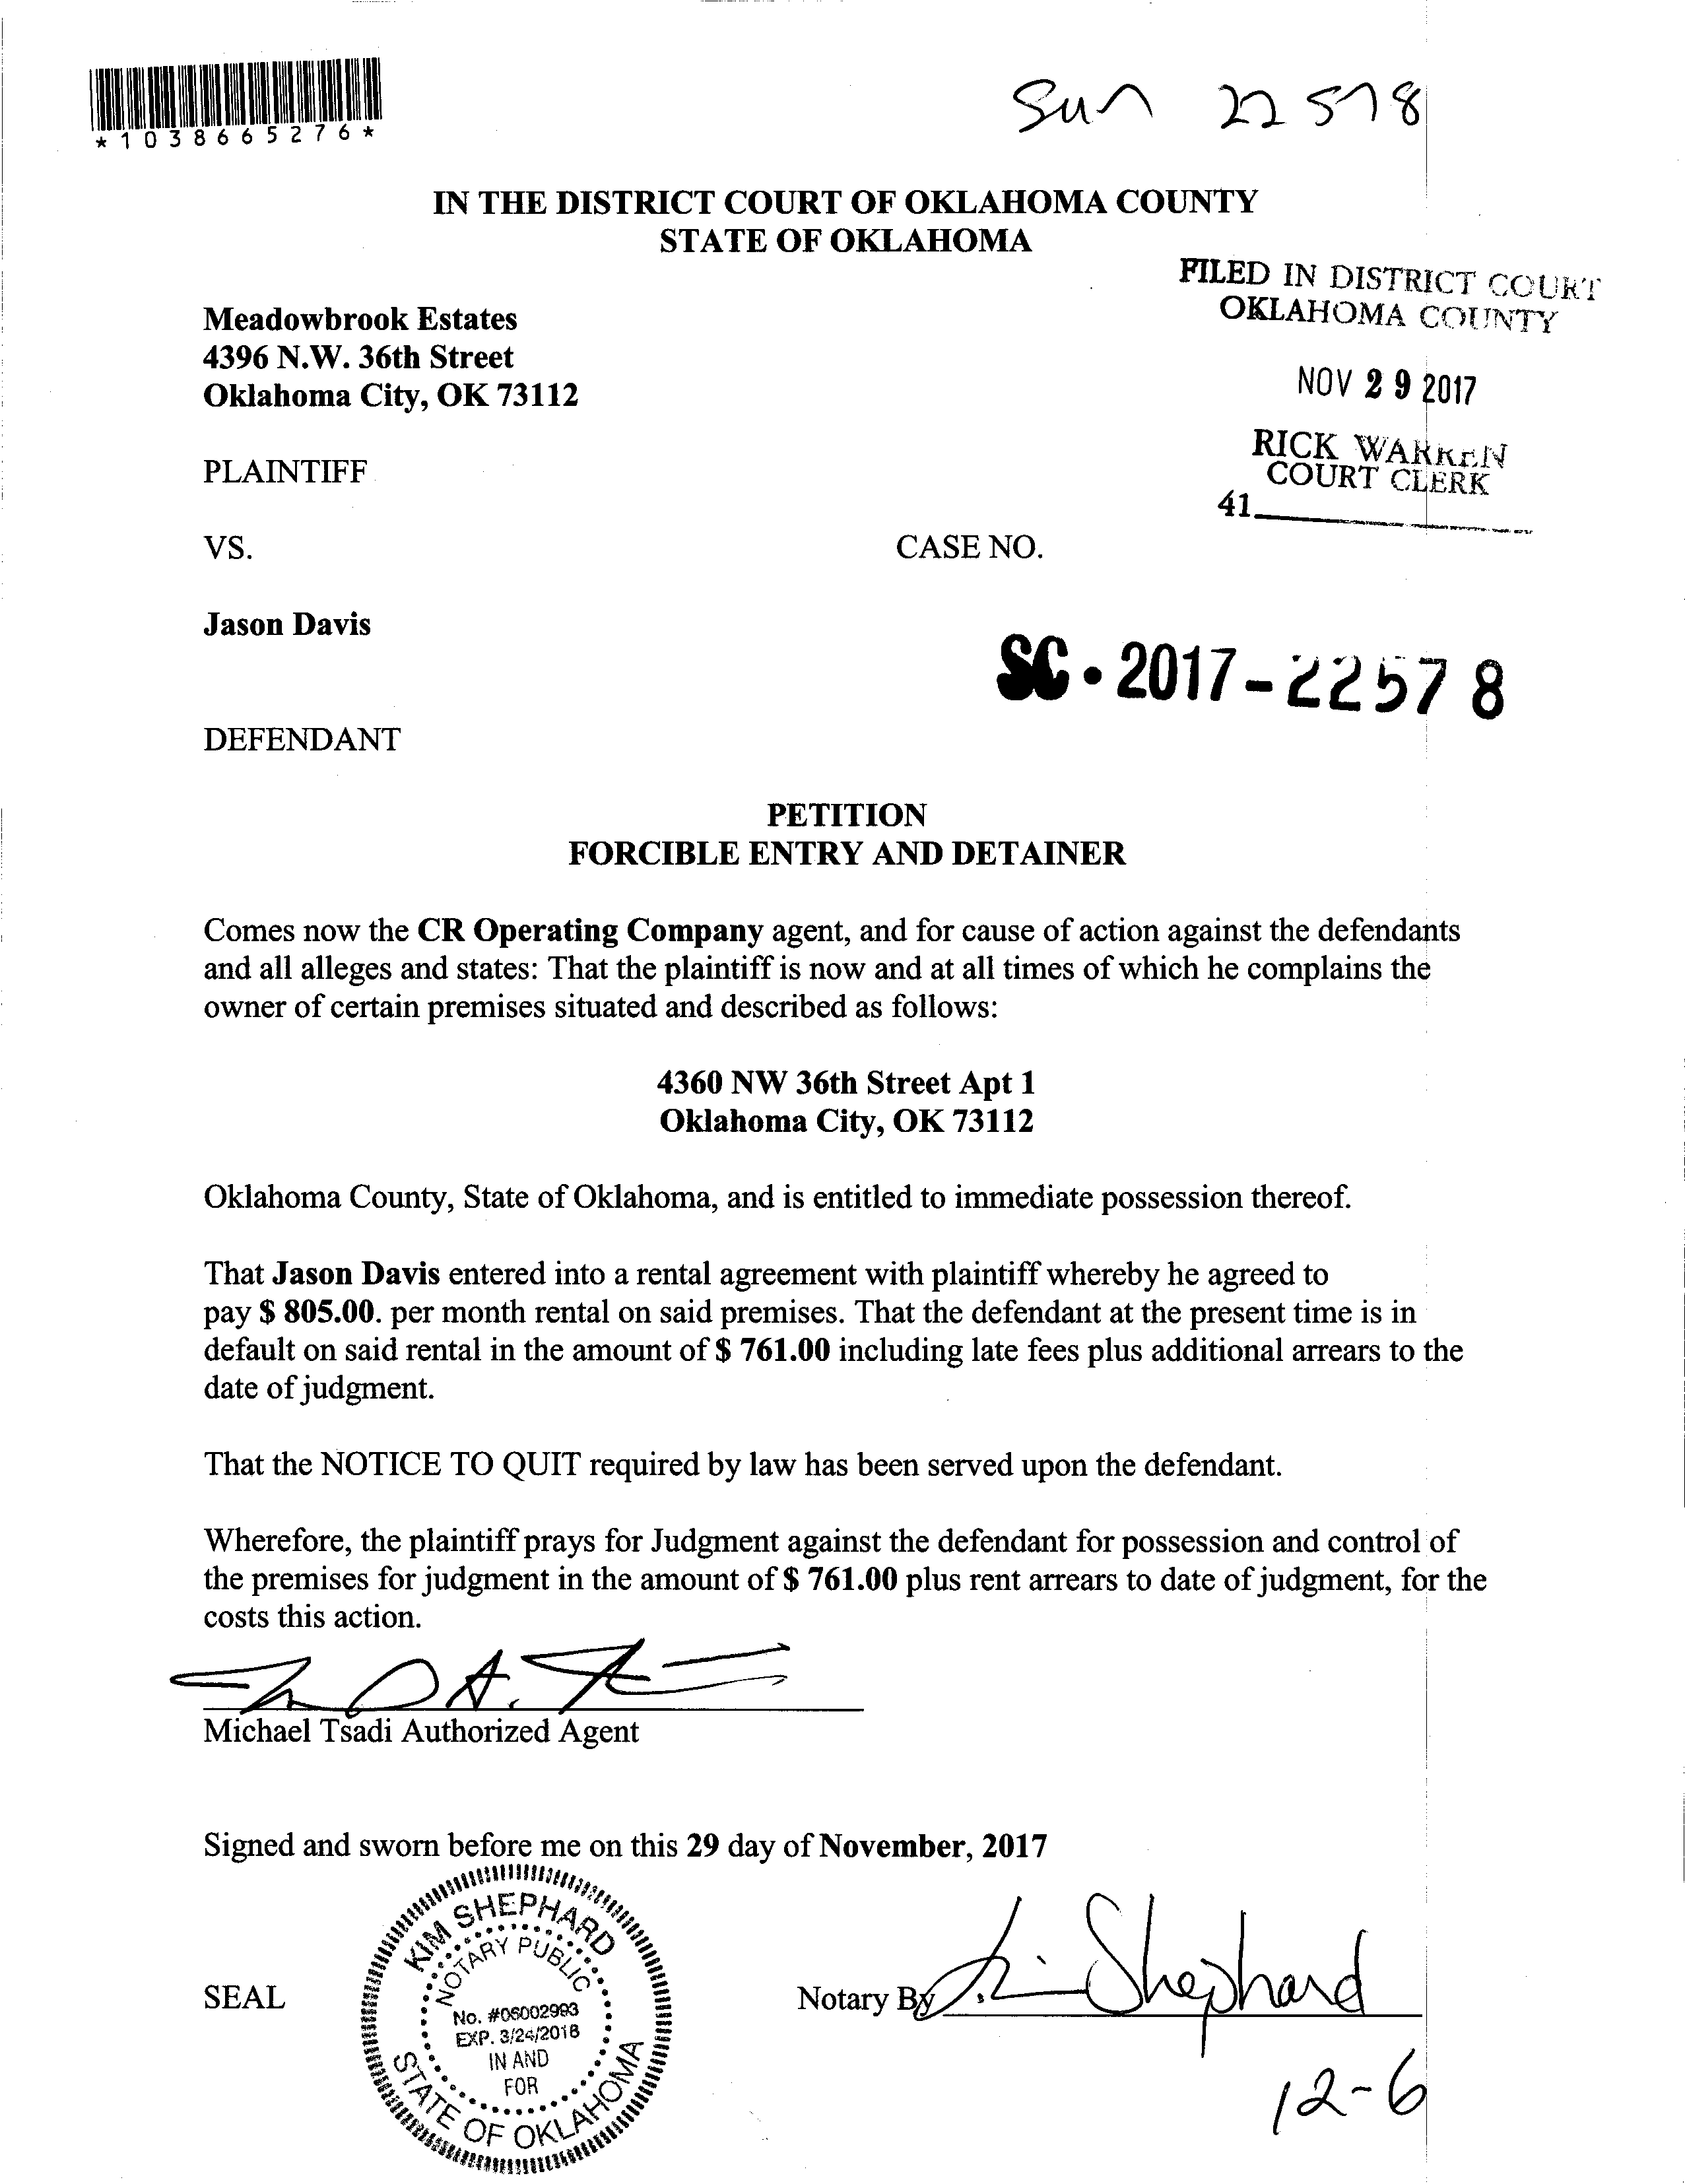 *1038665276*
Sun 22578
IN THE DISTRICT COURT OF OKLAHOMA COUNTY
STATE OF OKLAHOMA
FILED IN DISTRICT COURT
OKLAHOMA COUNTY
NOV 29 2017
RICK WARREN
COURT CLERK
41
Meadowbrook Estates
4396 N.W. 36th Street
Oklahoma City, OK 73112
PLAINTIFF
VS.
CASE NO.
Jason Davis
SC • 2017-22578
DEFENDANT
PETITION
FORCIBLE ENTRY AND DETAINER
Comes now the CR Operating Company agent, and for cause of action against the defendants
and all alleges and states: That the plaintiff is now and at all times of which he complains the
owner of certain premises situated and described as follows:
4360 NW 36th Street Apt 1
Oklahoma City, OK 73112
Oklahoma County, State of Oklahoma, and is entitled to immediate possession thereof.
That Jason Davis entered into a rental agreement with plaintiff whereby he agreed to
pay $ 805.00. per month rental on said premises. That the defendant at the present time is in
default on said rental in the amount of $ 761.00 including late fees plus additional arrears to the
date of judgment.
That the NOTICE TO QUIT required by law has been served upon the defendant.
Wherefore, the plaintiff prays for Judgment against the defendant for possession and control of
the premises for judgment in the amount of $ 761.00 plus rent arrears to date of judgment, for the
costs this action.
Michael Tsadi Authorized Agent
Signed and sworn before me on this 29 day of November, 2017
SEAL
KIM SHEPHARD
NOTARY PUBLIC
No. #06002993
EXP. 3/24/2018
IN AND
FOR
STATE OF OKLAHOMA
Notary By Kim Shephard
12-6